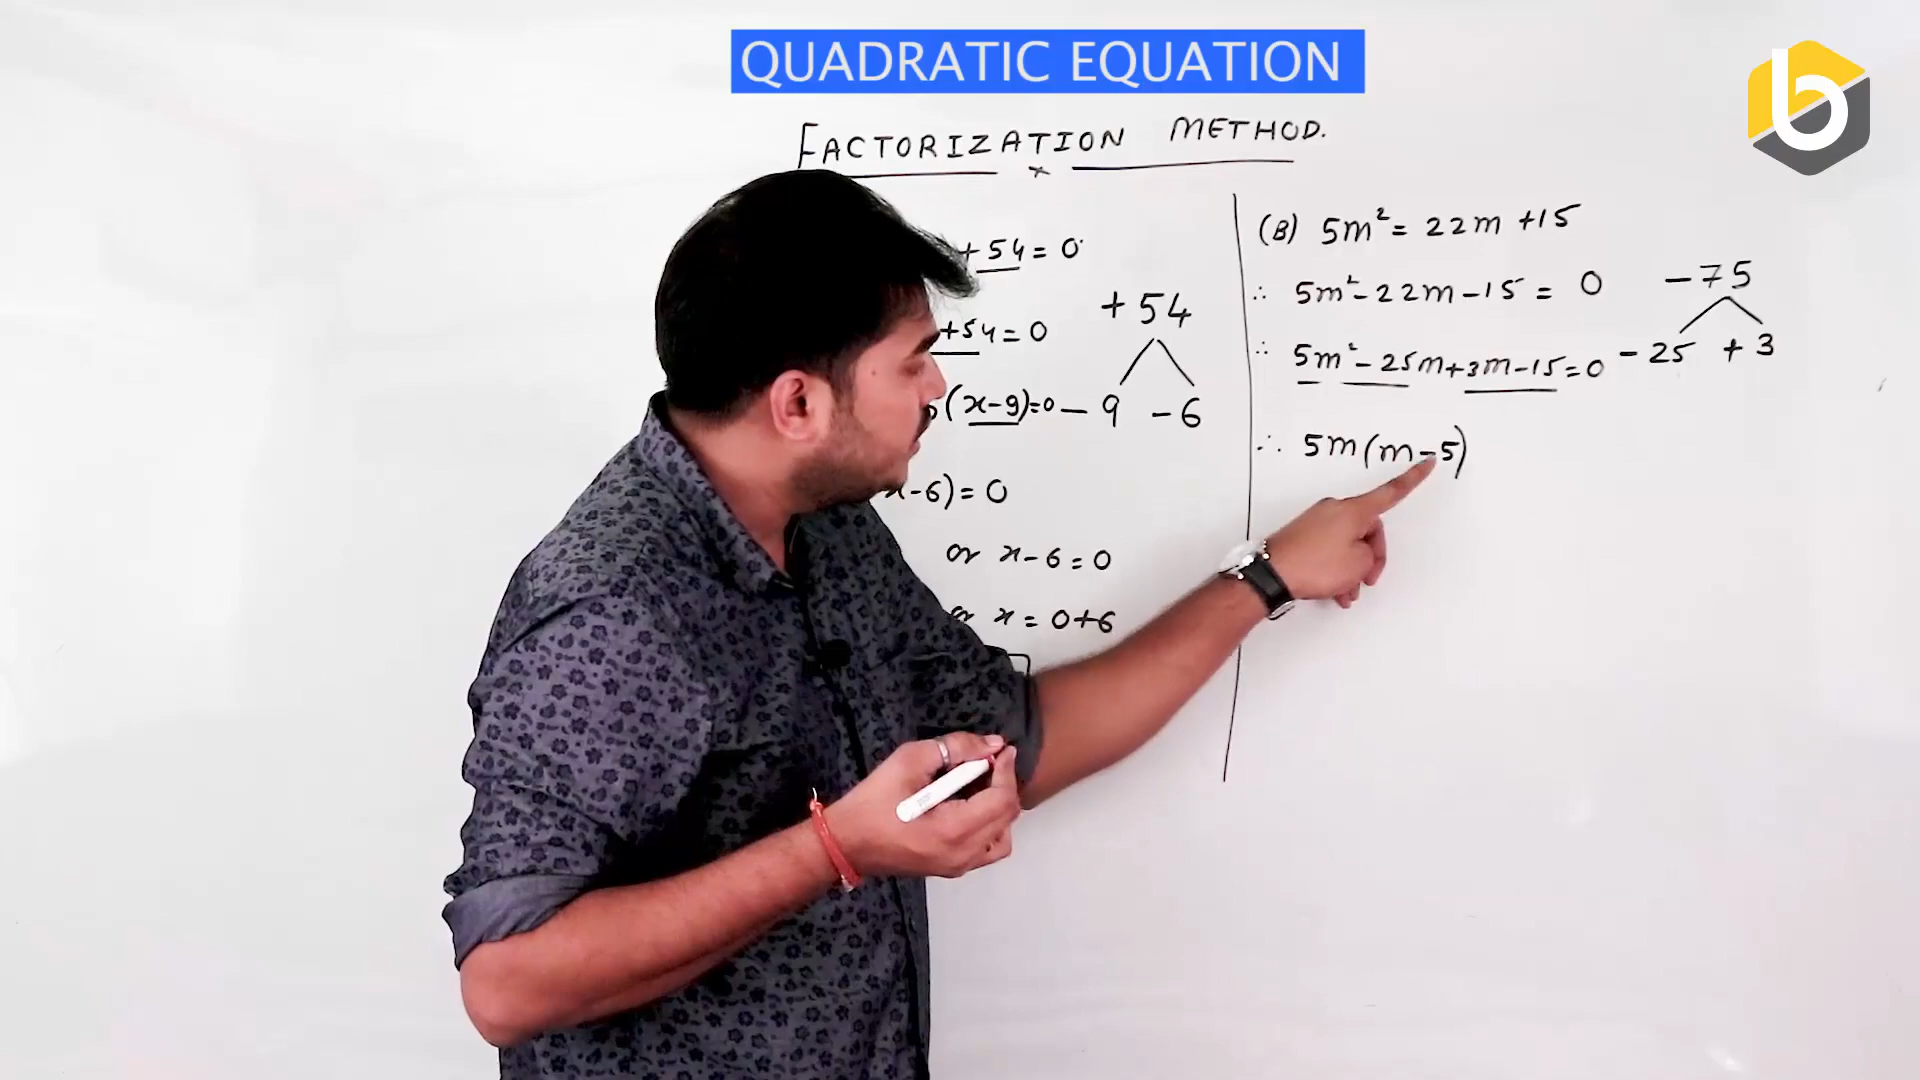 QUADRATIC EQUATION
b
FACTORIZATION METHOD.
+54 = 0
+54 = 0
+54
(x-9)=0
-9 -6
x-6) = 0
or x-6 = 0
or x = 0+6
(B) 5m² = 22m +15
∴ 5m²-22m-15 = 0
-75
∴ 5m²-25m+3m-15=0
-25 +3
∴ 5m(m-5)